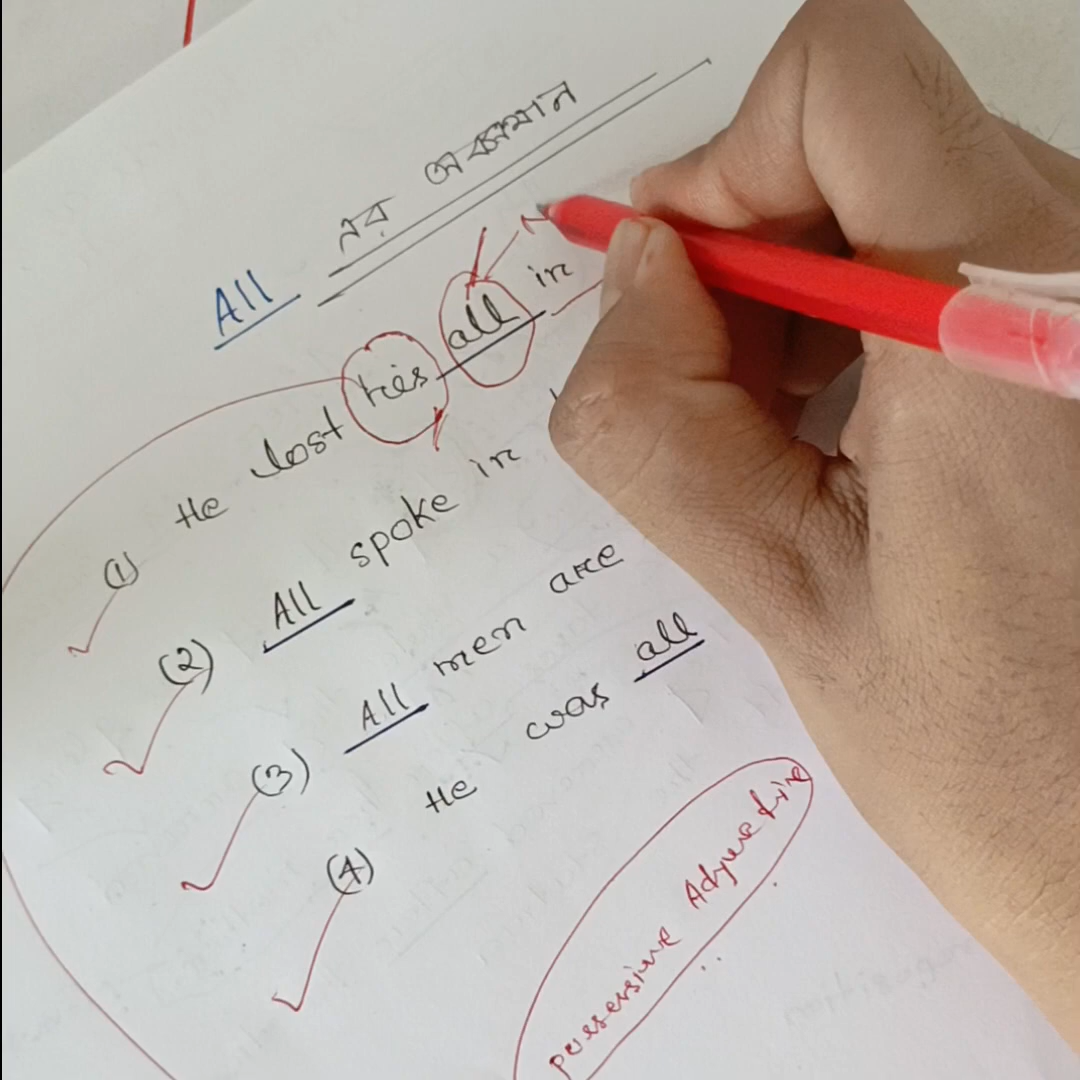 All এর অবস্থান
(1) He lost his all in
(2) All spoke in
(3) All men are
(4) He was all
possessive Adjective